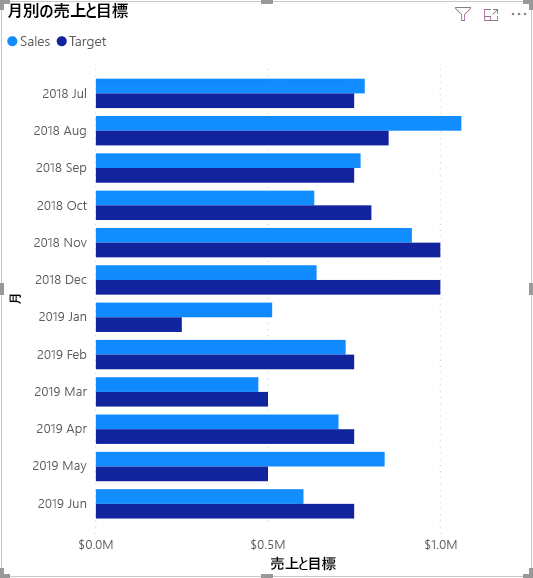 月別の売上と目標
Sales Target
2018 Jul
2018 Aug
2018 Sep
2018 Oct
2018 Nov
2018 Dec
2019 Jan
2019 Feb
2019 Mar
2019 Apr
2019 May
2019 Jun
月
$0.0M $0.5M $1.0M
売上と目標